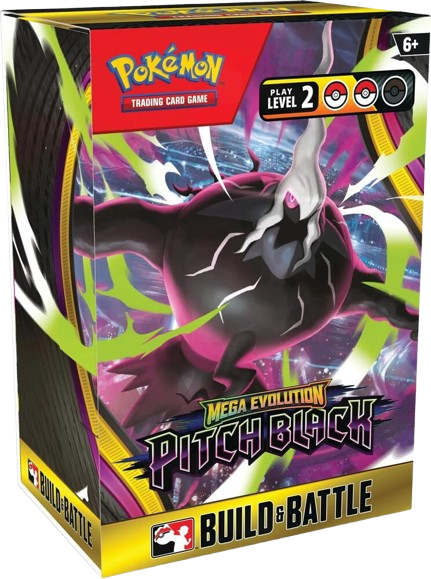 Pokémon
TRADING CARD GAME
6+
PLAY
LEVEL 2
MEGA EVOLUTION
PITCH BLACK
BUILD & BATTLE
BUILD & BATTLE